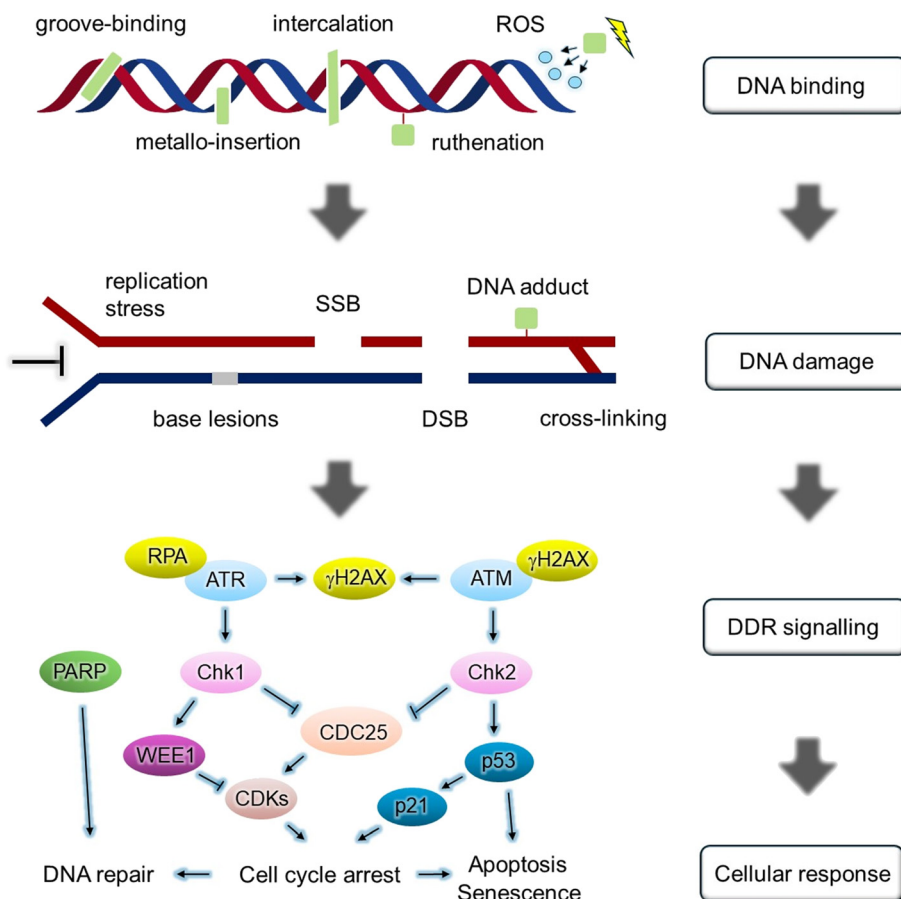 groove-binding
intercalation
ROS
metallo-insertion
ruthenation
DNA binding
replication
stress
SSB
DNA adduct
base lesions
DSB
cross-linking
DNA damage
RPA
ATR
γH2AX
ATM
γH2AX
PARP
Chk1
Chk2
CDC25
WEE1
CDKs
p53
p21
DDR signalling
DNA repair
Cell cycle arrest
Apoptosis
Senescence
Cellular response